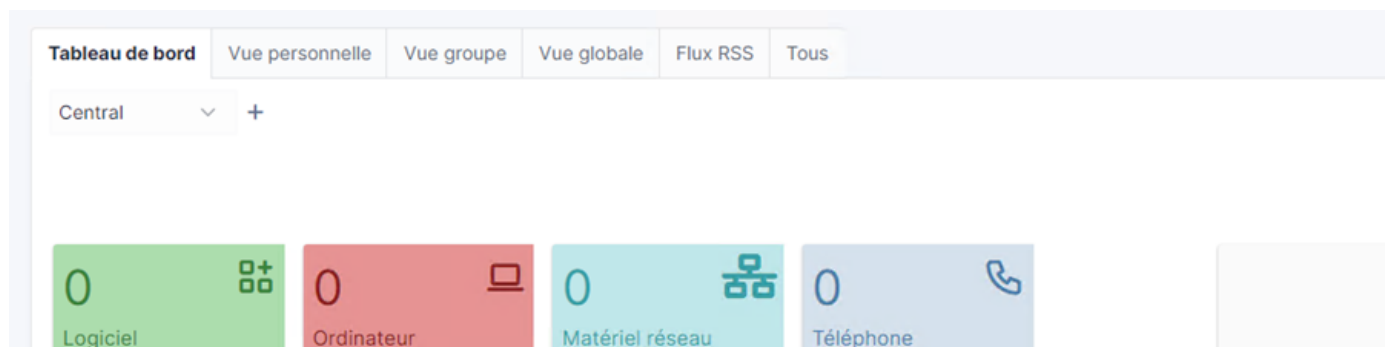 Tableau de bord Vue personnelle Vue groupe Vue globale Flux RSS Tous
Central +
0 0 0 0
Logiciel Ordinateur Matériel réseau Téléphone